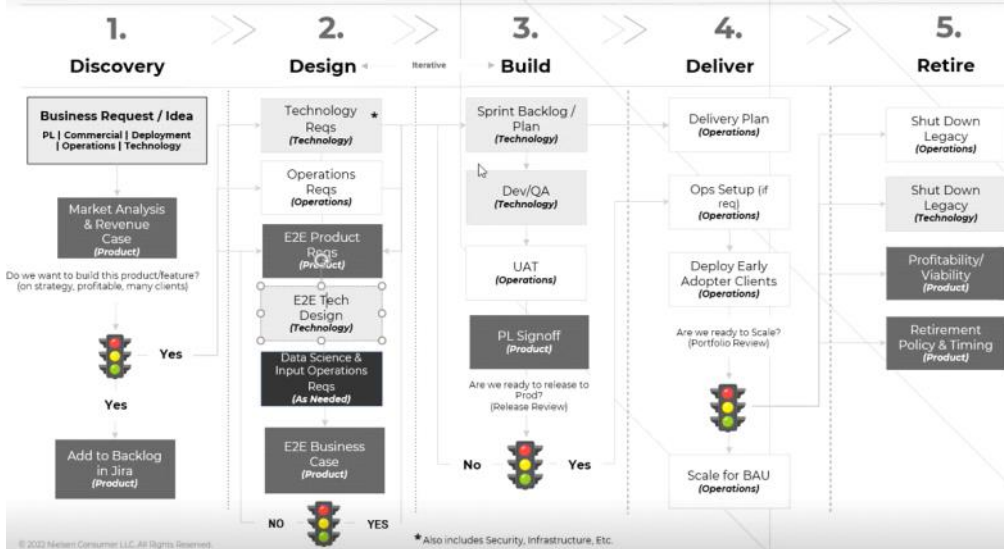 1.
2.
3.
4.
5.
Discovery
Design
Iterative
Build
Deliver
Retire
Business Request / Idea
PL | Commercial | Deployment
| Operations | Technology
Market Analysis
& Revenue
Case
(Product)
Do we want to build this product/feature?
(on strategy, profitable, many clients)
Yes
Yes
Add to Backlog
in Jira
(Product)
Technology
Reqs
*
(Technology)
Operations
Reqs
(Operations)
E2E Product
Reqs
(Product)
E2E Tech
Design
(Technology)
Data Science &
Input Operations
Reqs
(As Needed)
E2E Business
Case
(Product)
NO
YES
Sprint Backlog /
Plan
(Technology)
Dev/QA
(Technology)
UAT
(Operations)
PL Signoff
(Product)
Are we ready to release to
Prod?
(Release Review)
No
Yes
Delivery Plan
(Operations)
Ops Setup (if
req)
(Operations)
Deploy Early
Adopter Clients
(Operations)
Are we ready to Scale?
(Portfolio Review)
Scale for BAU
(Operations)
Shut Down
Legacy
(Operations)
Shut Down
Legacy
(Technology)
Profitability/
Viability
(Product)
Retirement
Policy & Timing
(Product)
© 2022 Nielsen Consumer LLC. All Rights Reserved.
*Also includes Security, Infrastructure, Etc.